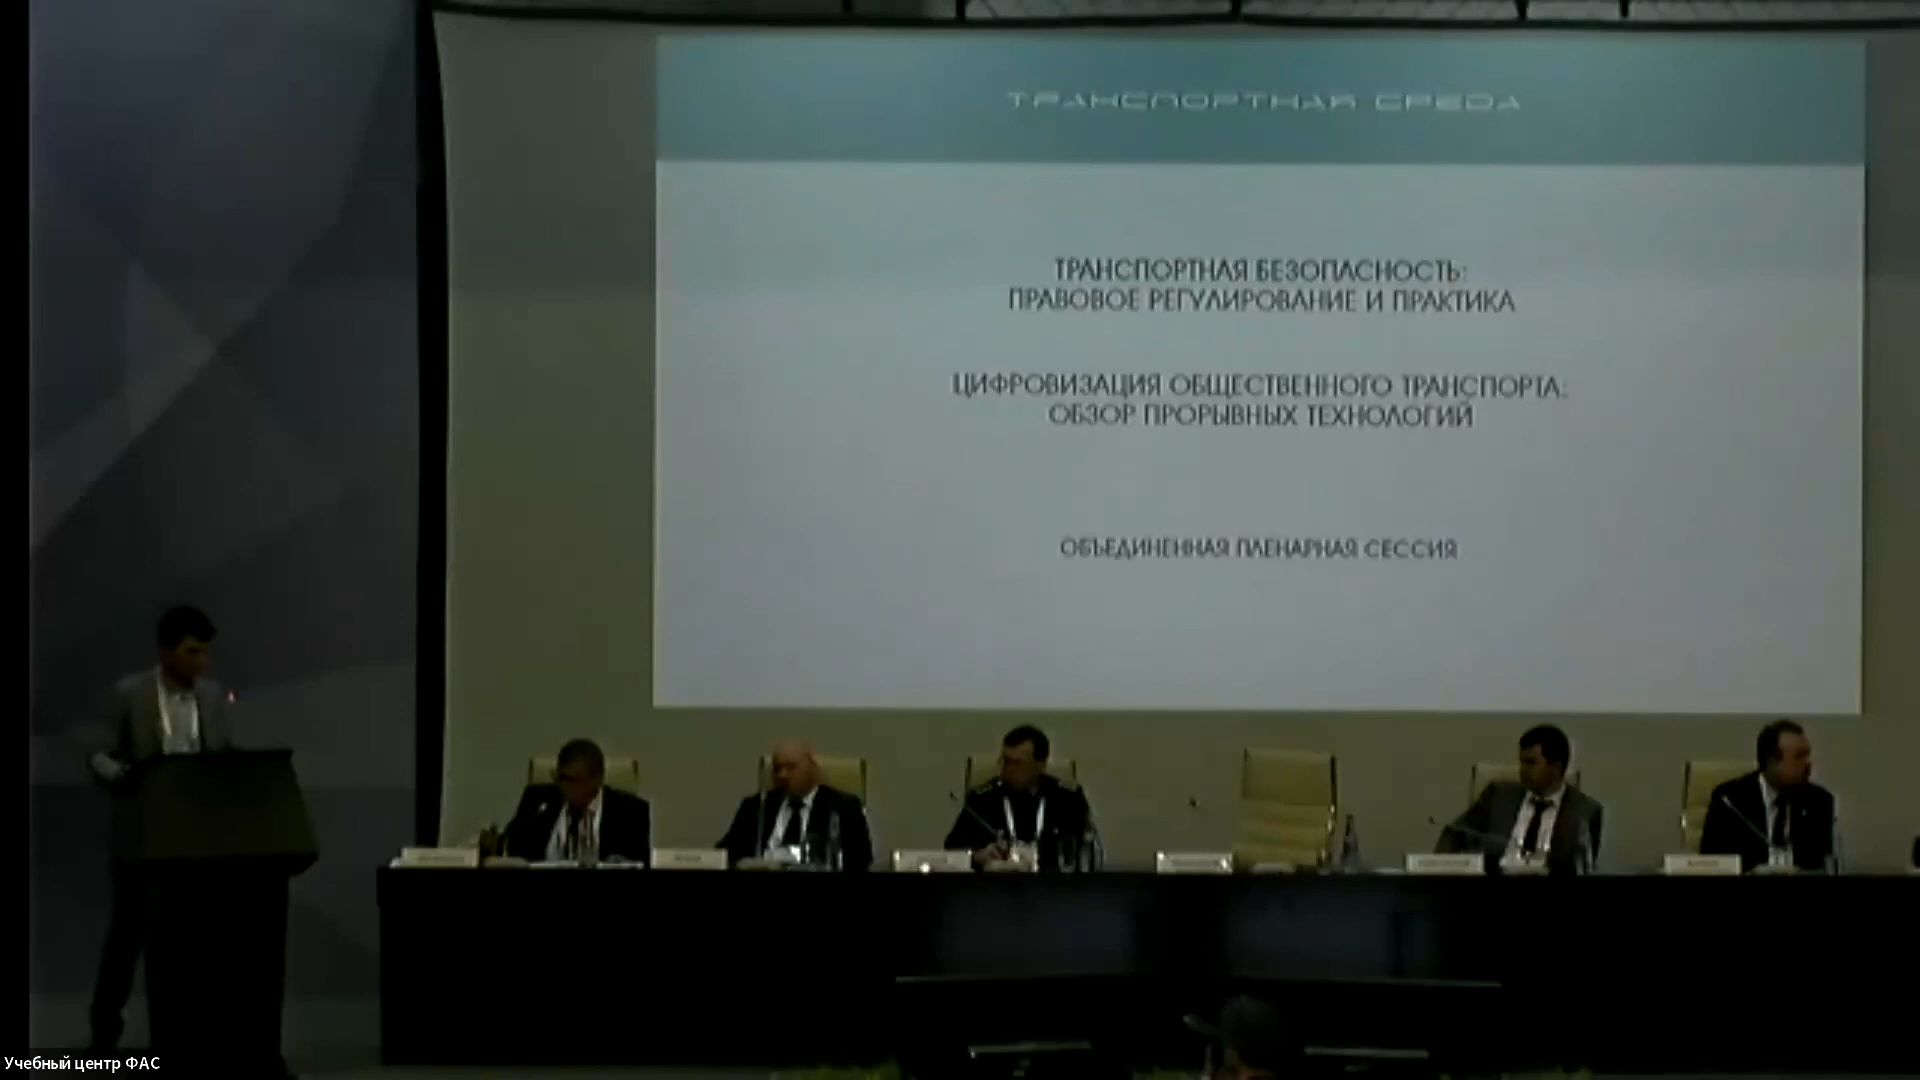 ТРАНСПОРТНАЯ СРЕДА
ТРАНСПОРТНАЯ БЕЗОПАСНОСТЬ:
ПРАВОВОЕ РЕГУЛИРОВАНИЕ И ПРАКТИКА
ЦИФРОВИЗАЦИЯ ОБЩЕСТВЕННОГО ТРАНСПОРТА:
ОБЗОР ПРОРЫВНЫХ ТЕХНОЛОГИЙ
ОБЪЕДИНЕННАЯ ПЛЕНАРНАЯ СЕССИЯ
Учебный центр ФАС